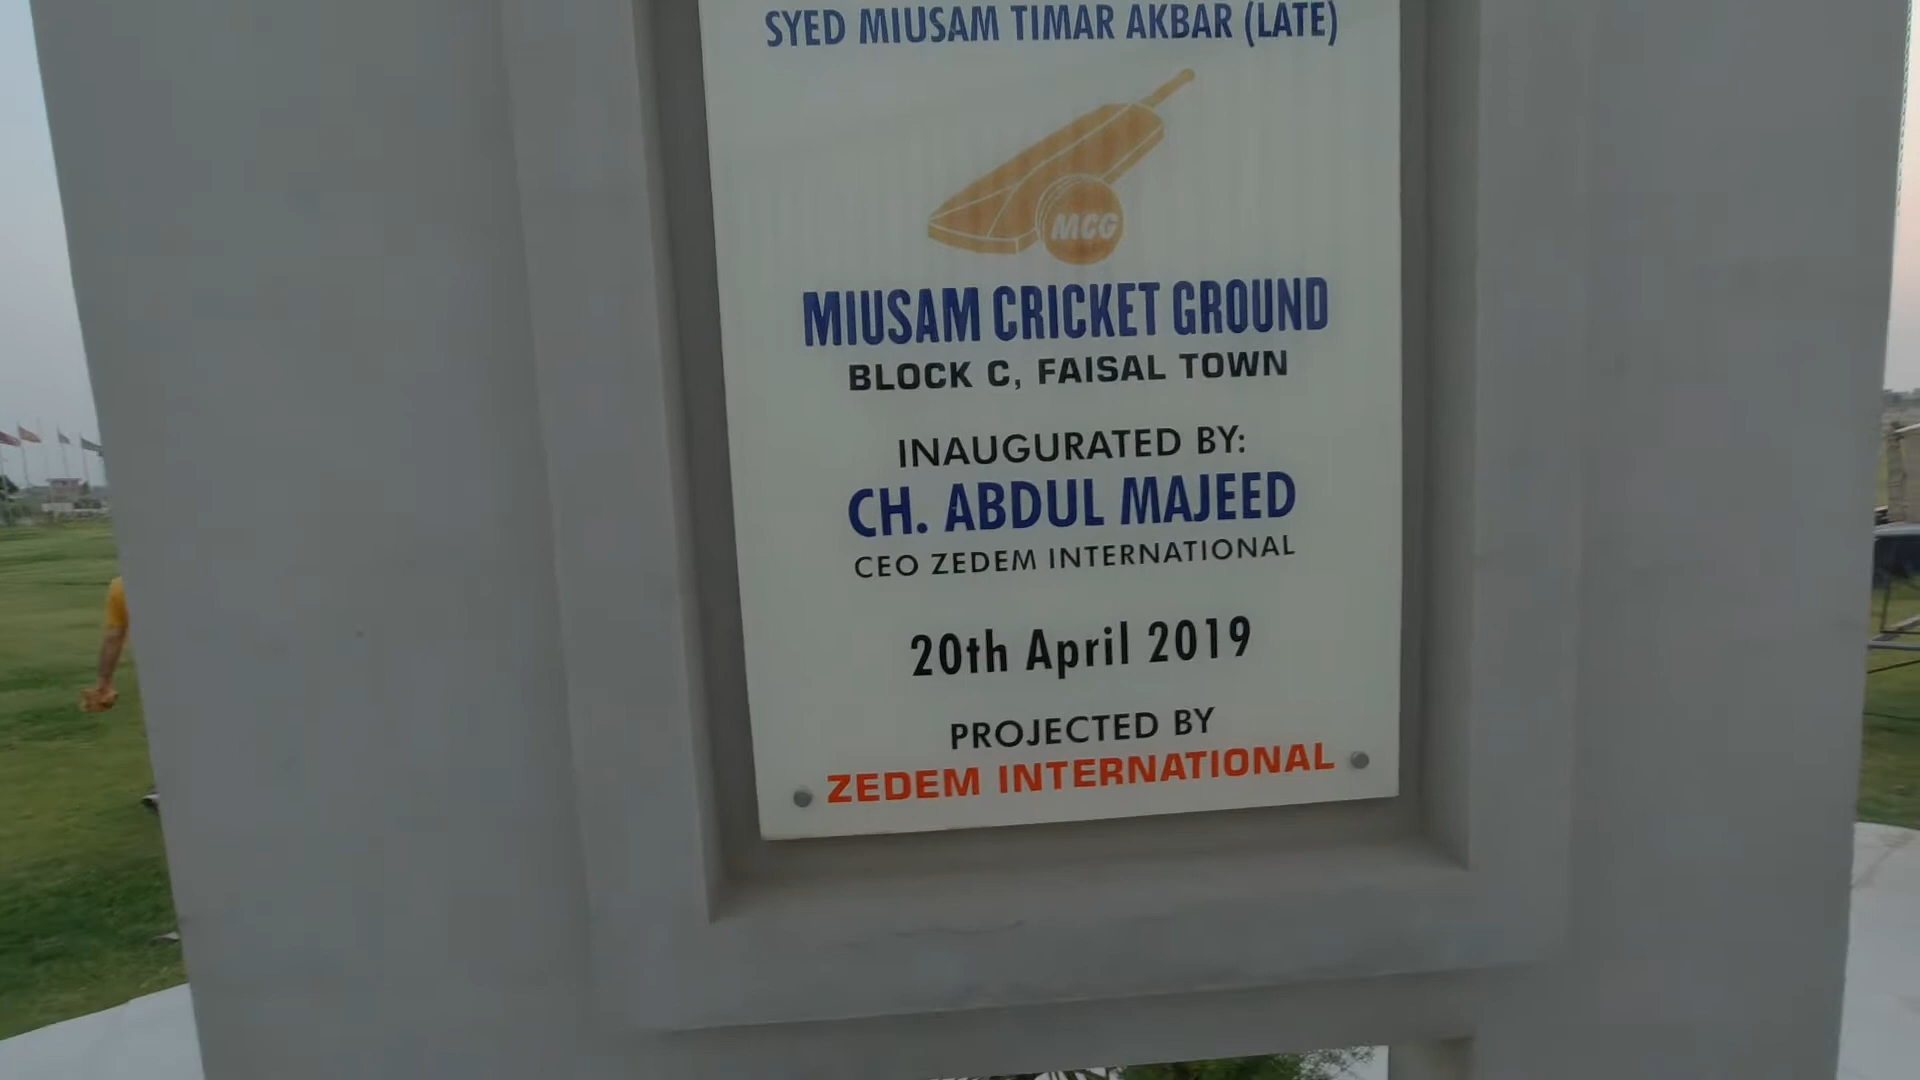 SYED MIUSAM TIMAR AKBAR (LATE)
MCG
MIUSAM CRICKET GROUND
BLOCK C, FAISAL TOWN
INAUGURATED BY:
CH. ABDUL MAJEED
CEO ZEDEM INTERNATIONAL
20th April 2019
PROJECTED BY
ZEDEM INTERNATIONAL